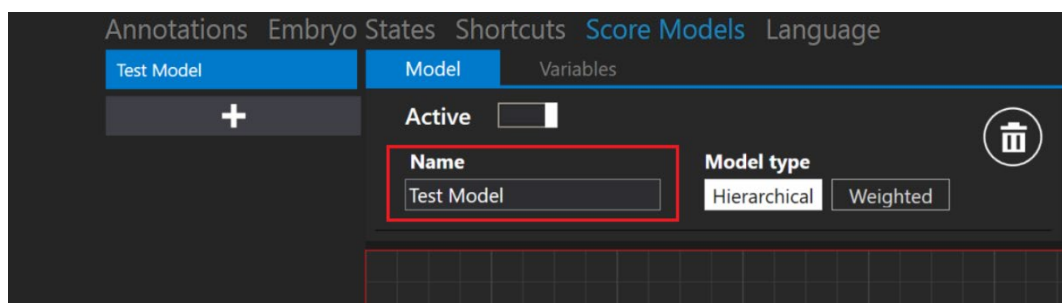 Annotations Embryo States Shortcuts Score Models Language
Test Model
Model Variables
Active
Name
Test Model
Model type
Hierarchical Weighted